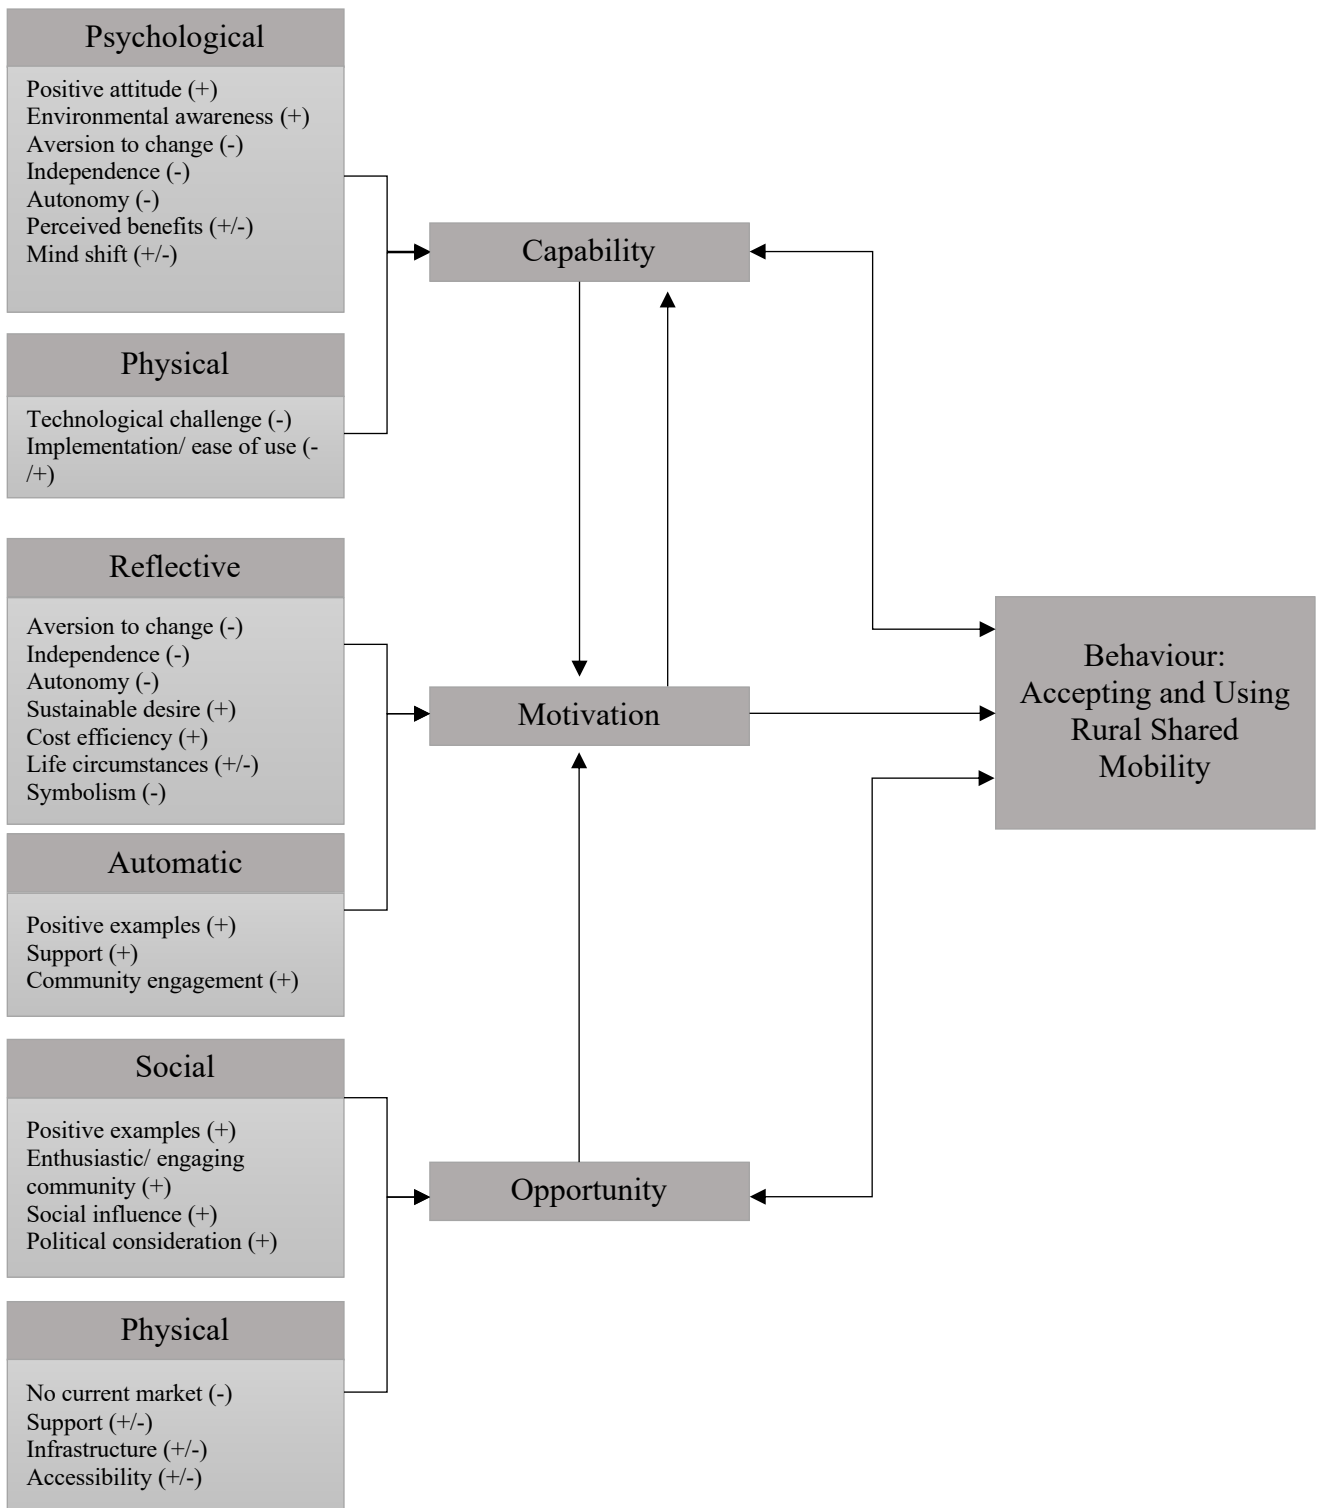 Psychological
Positive attitude (+)
Environmental awareness (+)
Aversion to change (-)
Independence (-)
Autonomy (-)
Perceived benefits (+/-)
Mind shift (+/-)
Physical
Technological challenge (-)
Implementation/ ease of use (-
/+)
Capability
Reflective
Aversion to change (-)
Independence (-)
Autonomy (-)
Sustainable desire (+)
Cost efficiency (+)
Life circumstances (+/-)
Symbolism (-)
Automatic
Positive examples (+)
Support (+)
Community engagement (+)
Motivation
Social
Positive examples (+)
Enthusiastic/ engaging
community (+)
Social influence (+)
Political consideration (+)
Physical
No current market (-)
Support (+/-)
Infrastructure (+/-)
Accessibility (+/-)
Opportunity
Behaviour:
Accepting and Using
Rural Shared
Mobility